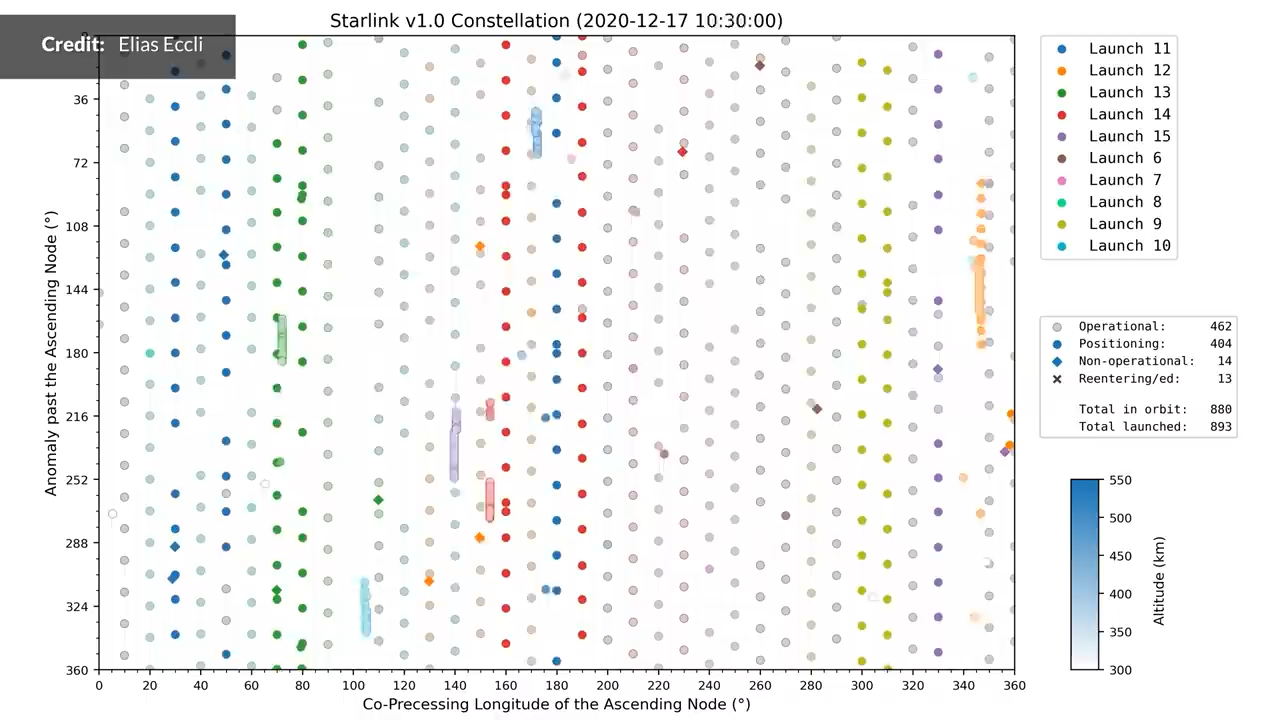 Starlink v1.0 Constellation (2020-12-17 10:30:00)
Credit: Elias Eccli
Anomaly past the Ascending Node (°)
36
72
108
144
180
216
252
288
324
360
0 20 40 60 80 100 120 140 160 180 200 220 240 260 280 300 320 340 360
Co-Precessing Longitude of the Ascending Node (°)
Launch 11
Launch 12
Launch 13
Launch 14
Launch 15
Launch 6
Launch 7
Launch 8
Launch 9
Launch 10
Operational: 462
Positioning: 404
Non-operational: 14
Reentering/ed: 13
Total in orbit: 880
Total launched: 893
550
500
450
400
350
300
Altitude (km)